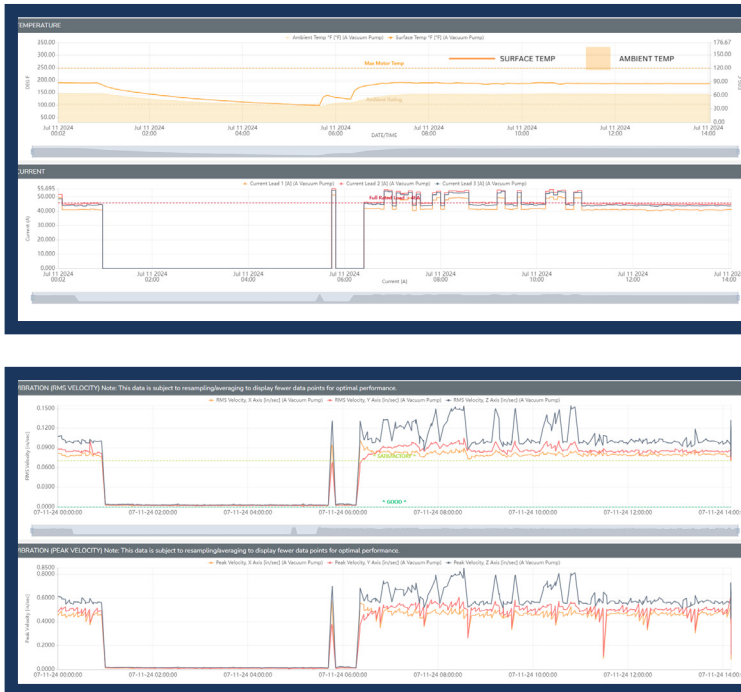 TEMPERATURE
Ambient Temp °F [°F] (A Vacuum Pump) Surface Temp °F [°F] (A Vacuum Pump)
350.00 176.67
300.00 150.00
250.00 120.00
200.00 90.00
150.00 60.00
100.00 30.00
50.00 0.00
DEG F
Max Motor Temp
SURFACE TEMP AMBIENT TEMP
Ambient Rating
Jul 11 2024 Jul 11 2024 Jul 11 2024 Jul 11 2024 Jul 11 2024 Jul 11 2024 Jul 11 2024 Jul 11 2024
00:02 02:00 04:00 06:00 08:00 10:00 12:00 14:00
DATE/TIME
CURRENT
Current Lead 1 [A] (A Vacuum Pump) Current Lead 2 [A] (A Vacuum Pump) Current Lead 3 [A] (A Vacuum Pump)
55.695
50.000
40.000
30.000
20.000
10.000
0.000
Current (A)
Full Rated Load
Jul 11 2024 Jul 11 2024 Jul 11 2024 Jul 11 2024 Jul 11 2024 Jul 11 2024 Jul 11 2024 Jul 11 2024
00:02 02:00 04:00 06:00 08:00 10:00 12:00 14:00
Current [A]
IBRATION (RMS VELOCITY) Note: This data is subject to resampling/averaging to display fewer data points for optimal performance.
RMS Velocity, X Axis [in/sec] (A Vacuum Pump) RMS Velocity, Y Axis [in/sec] (A Vacuum Pump) RMS Velocity, Z Axis [in/sec] (A Vacuum Pump)
0.1500
0.1200
0.0900
0.0600
0.0300
0.0000
RMS Velocity [in/sec]
SATISFACTORY *
* GOOD *
07-11-24 00:00:00 07-11-24 02:00:00 07-11-24 04:00:00 07-11-24 06:00:00 07-11-24 08:00:00 07-11-24 10:00:00 07-11-24 12:00:00 07-11-24 14:00:
IBRATION (PEAK VELOCITY) Note: This data is subject to resampling/averaging to display fewer data points for optimal performance.
Peak Velocity, X Axis [in/sec] (A Vacuum Pump) Peak Velocity, Y Axis [in/sec] (A Vacuum Pump) Peak Velocity, Z Axis [in/sec] (A Vacuum Pump)
0.8500
0.8000
0.6000
0.4000
0.2000
0.0000
Peak Velocity [in/sec]
07-11-24 00:00:00 07-11-24 02:00:00 07-11-24 04:00:00 07-11-24 06:00:00 07-11-24 08:00:00 07-11-24 10:00:00 07-11-24 12:00:00 07-11-24 14:00: